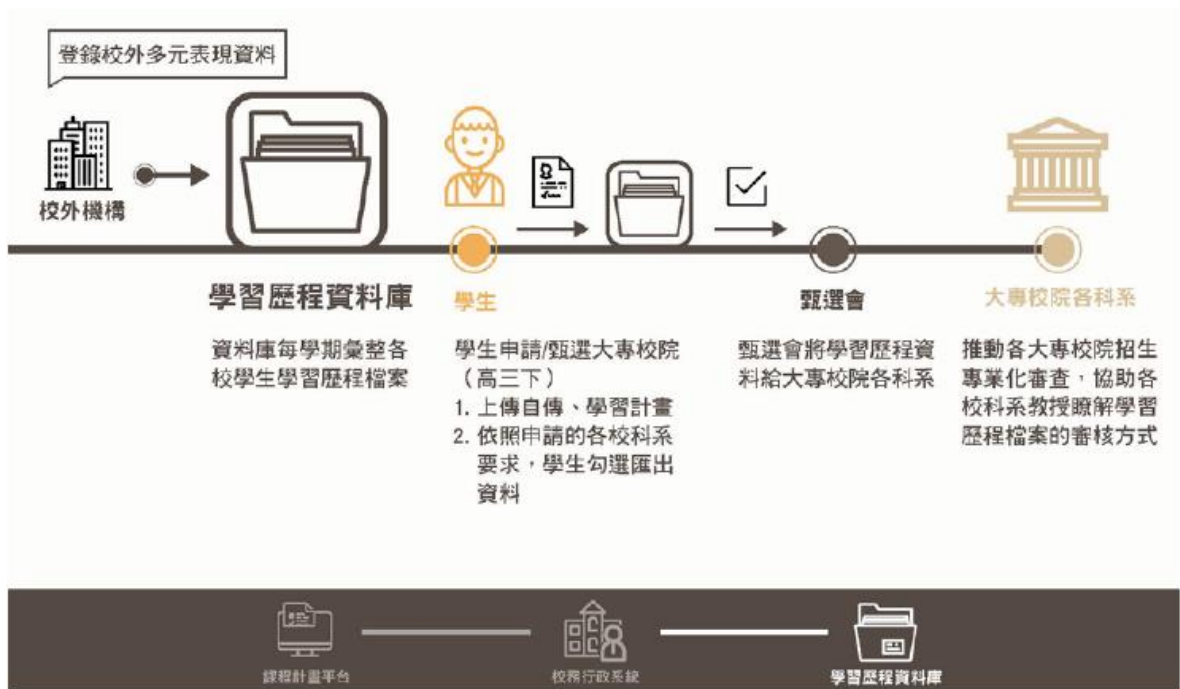 登錄校外多元表現資料
校外機構
學習歷程資料庫
資料庫每學期彙整各
校學生學習歷程檔案
學生
學生申請/甄選大專校院
（高三下）
1. 上傳自傳、學習計畫
2. 依照申請的各校科系
要求，學生勾選匯出
資料
甄選會
甄選會將學習歷程資
料給大專校院各科系
大專校院各科系
推動各大專校院招生
專業化審查，協助各
校科系教授瞭解學習
歷程檔案的審核方式
課程計畫平台
校務行政系統
學習歷程資料庫